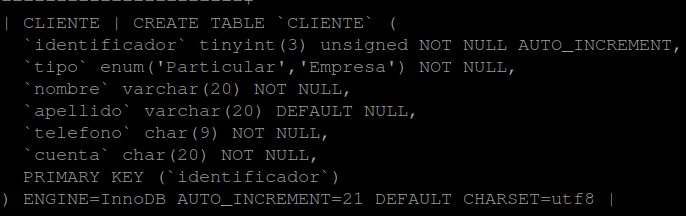 | CLIENTE | CREATE TABLE `CLIENTE` (
`identificador` tinyint(3) unsigned NOT NULL AUTO_INCREMENT,
`tipo` enum('Particular','Empresa') NOT NULL,
`nombre` varchar(20) NOT NULL,
`apellido` varchar(20) DEFAULT NULL,
`telefono` char(9) NOT NULL,
`cuenta` char(20) NOT NULL,
PRIMARY KEY (`identificador`)
) ENGINE=InnoDB AUTO_INCREMENT=21 DEFAULT CHARSET=utf8 |